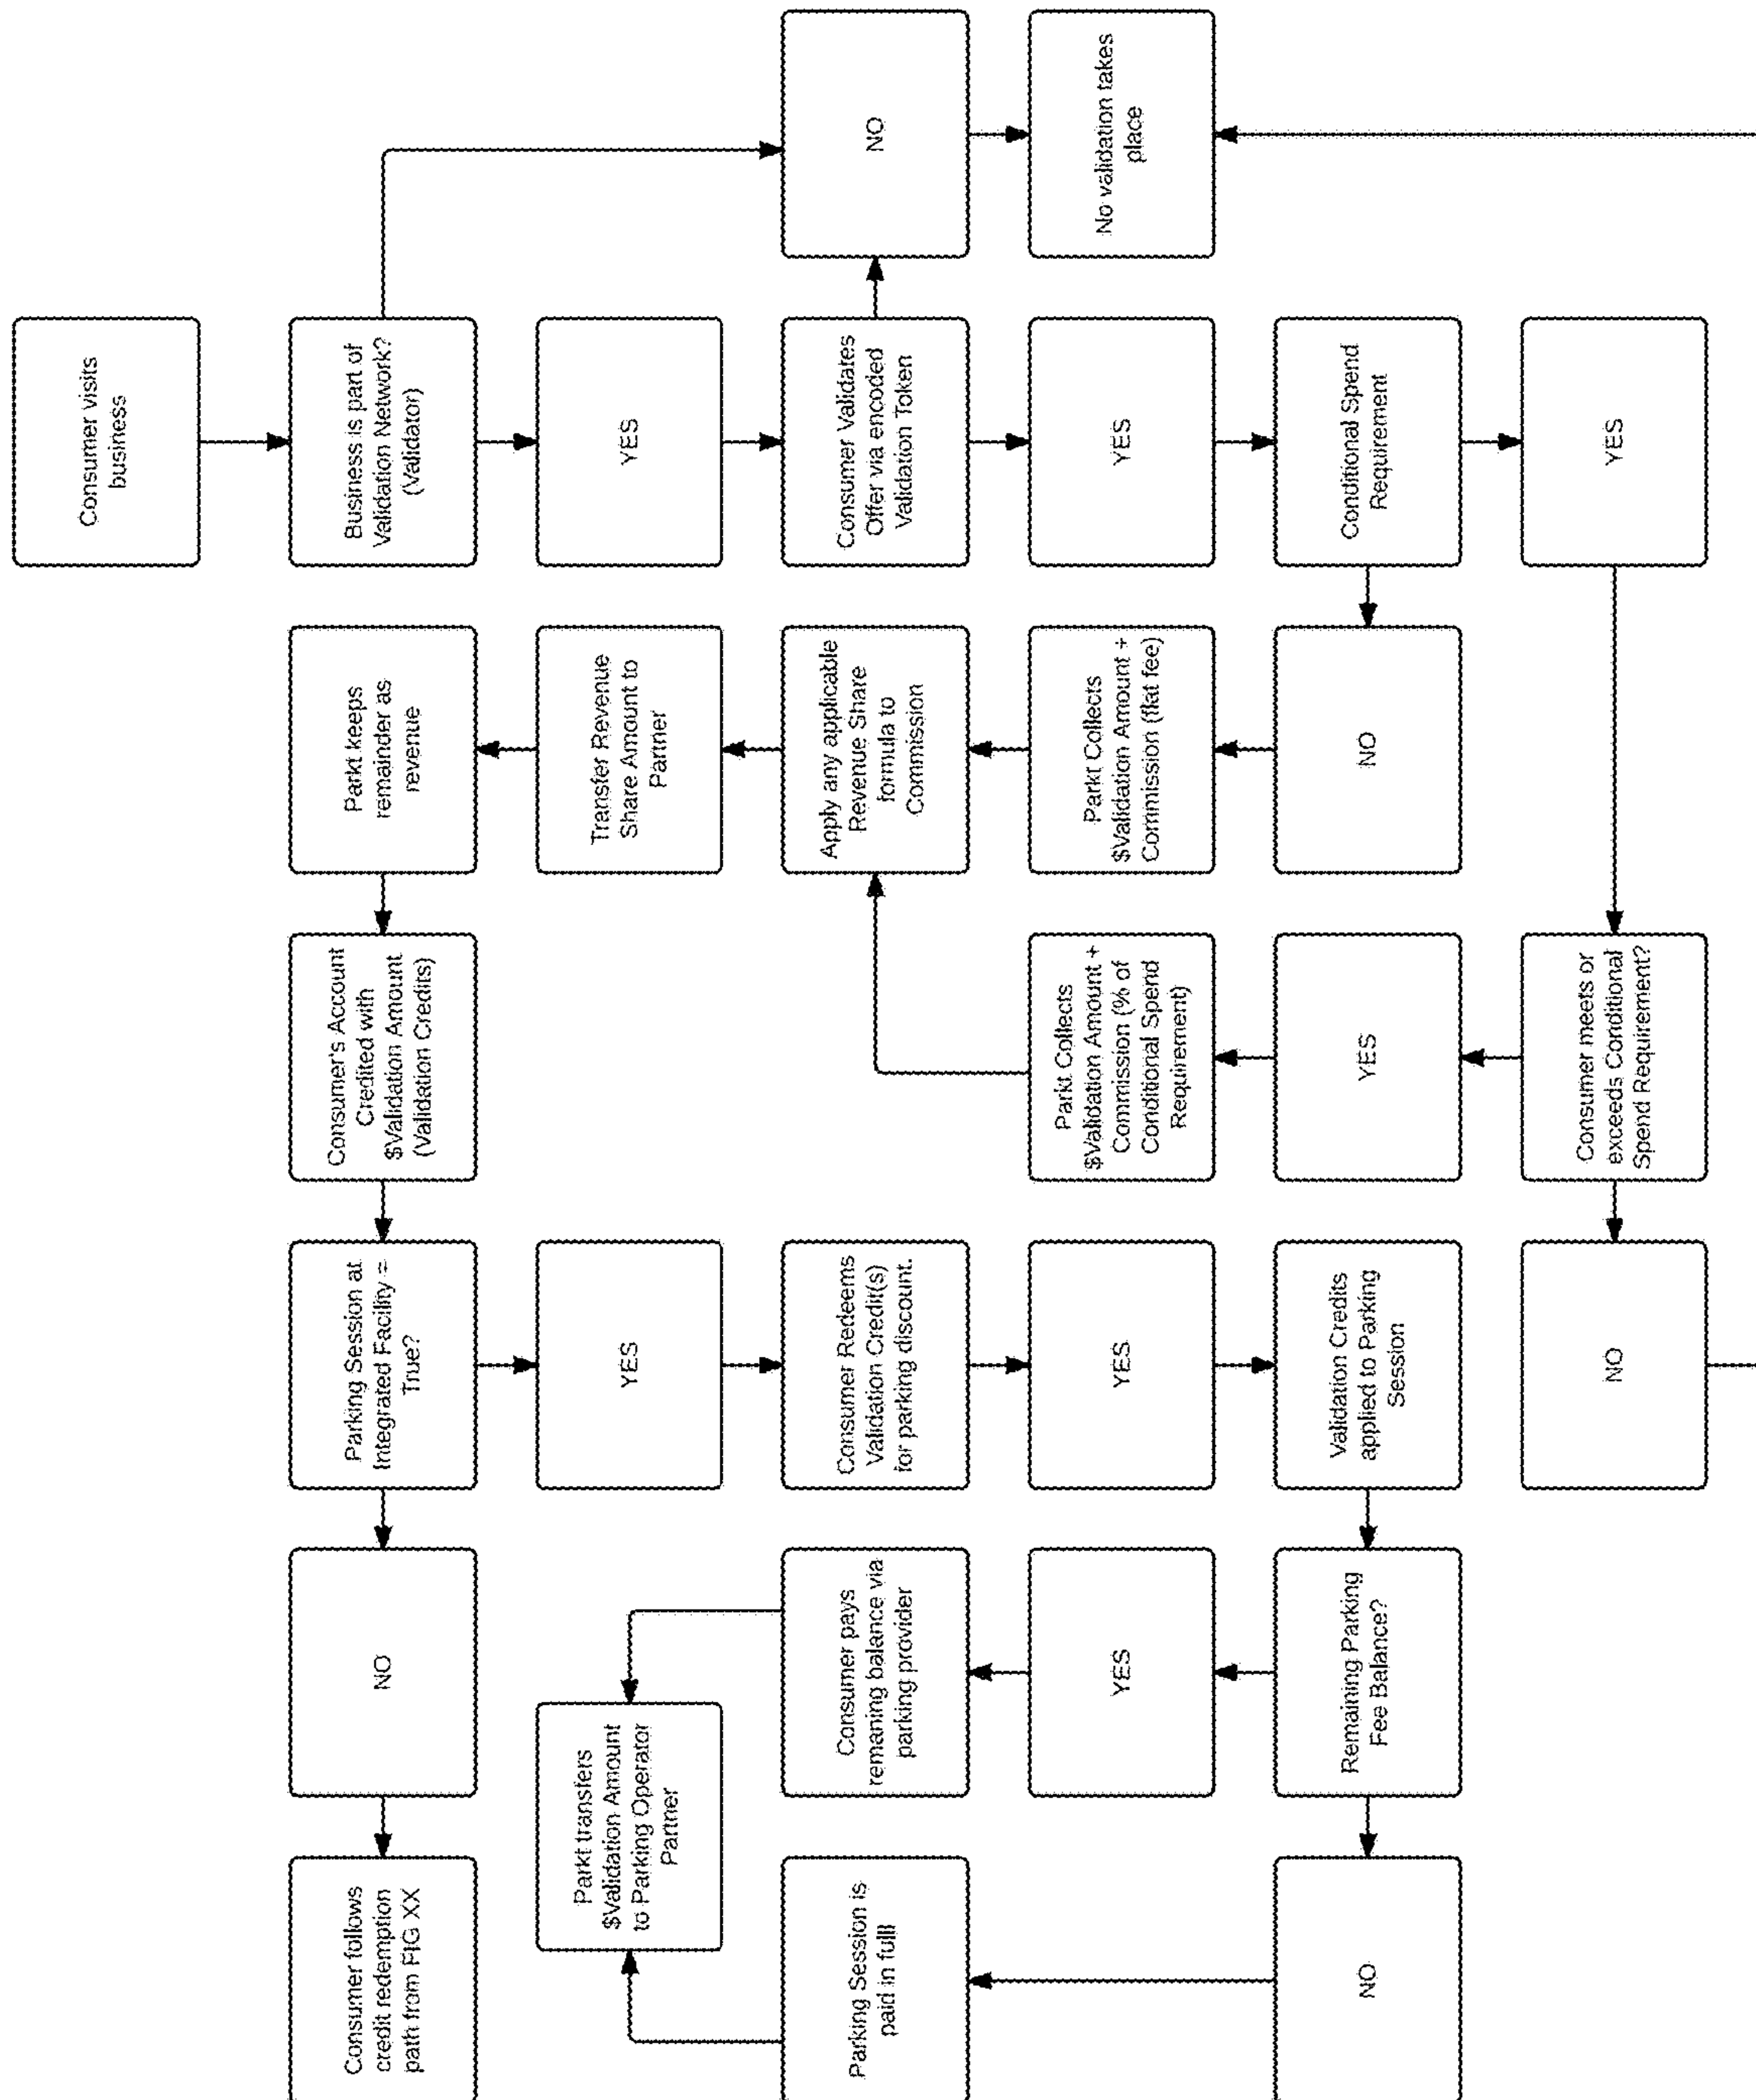 Consumer visits
business
Consumer follows
credit redemption
path from FIG XX
NO
Parking Session at
Integrated Facility =
True?
Consumer's Account
Credited with
$Validation Amount
(Validation Credits)
Parkt keeps
remainder as
revenue
Business is part of
Validation Network?
(Validator)
Parkt transfers
$Validation Amount
to Parking Operator
Partner
YES
Transfer Revenue
Share Amount to
Partner
YES
Parking Session is
paid in full
Consumer pays
remaning balance via
parking provider
Consumer Redeems
Validation Credit(s)
for parking discount.
Apply any applicable
Revenue Share
formula to
Commission
Consumer Validates
Offer via encoded
Validation Token
NO
YES
YES
Parkt Collects
$Validation Amount +
Commission (% of
Conditional Spend
Requirement)
Parkt Collects
$Validation Amount +
Commission (flat fee)
YES
No validation takes
place
NO
Remaining Parking
Fee Balance?
Validation Credits
applied to Parking
Session
YES
NO
Conditional Spend
Requirement
NO
Consumer meets or
exceeds Conditional
Spend Requirement?
YES